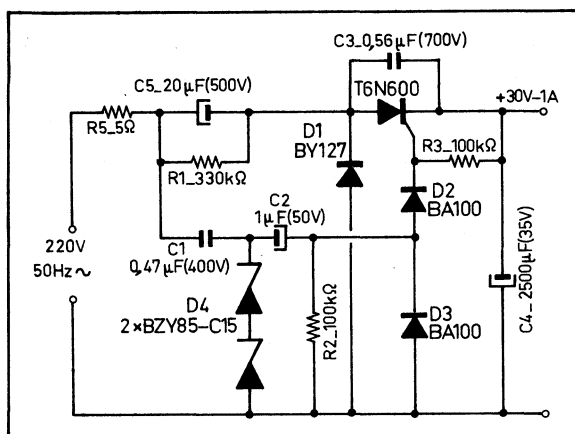 C3_0,56µF(700V)
C5_20µF(500V)
T6N600
+30V-1A
R5_5Ω
D1
BY127
R3_100kΩ
R1_330kΩ
C2
1µF(50V)
D2
BA100
220V
50Hz~
C1
0,47µF(400V)
D4
2×BZY85-C15
R2_100kΩ
D3
BA100
C4_2500µF(35V)